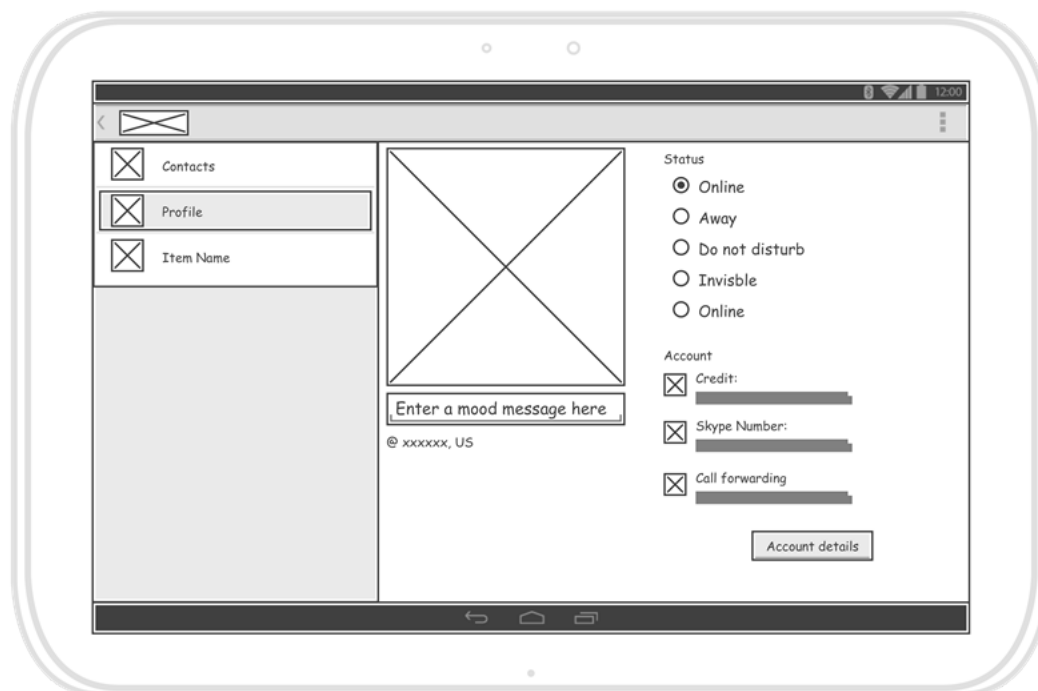 12:00
Contacts
Profile
Item Name
Enter a mood message here
@ xxxxxx, US
Status
Online
Away
Do not disturb
Invisble
Online
Account
Credit:
Skype Number:
Call forwarding
Account details